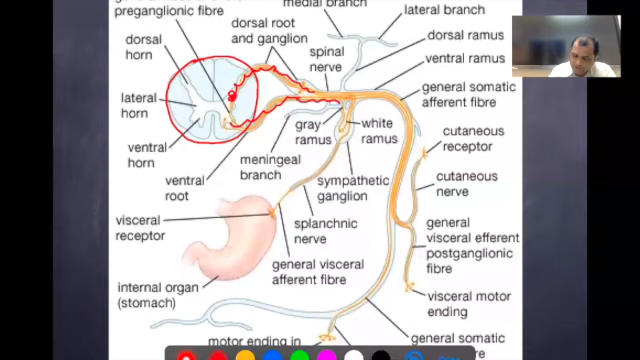 preganglionic fibre
medial branch
lateral branch
dorsal root
and ganglion
dorsal ramus
dorsal
horn
spinal
nerve
ventral ramus
general somatic
afferent fibre
lateral
horn
gray
ramus
white
ramus
cutaneous
receptor
ventral
horn
meningeal
branch
ventral
root
sympathetic
ganglion
cutaneous
nerve
visceral
receptor
splanchnic
nerve
general
visceral efferent
postganglionic
fibre
general visceral
afferent fibre
internal organ
(stomach)
visceral motor
ending
motor ending in
general somatic